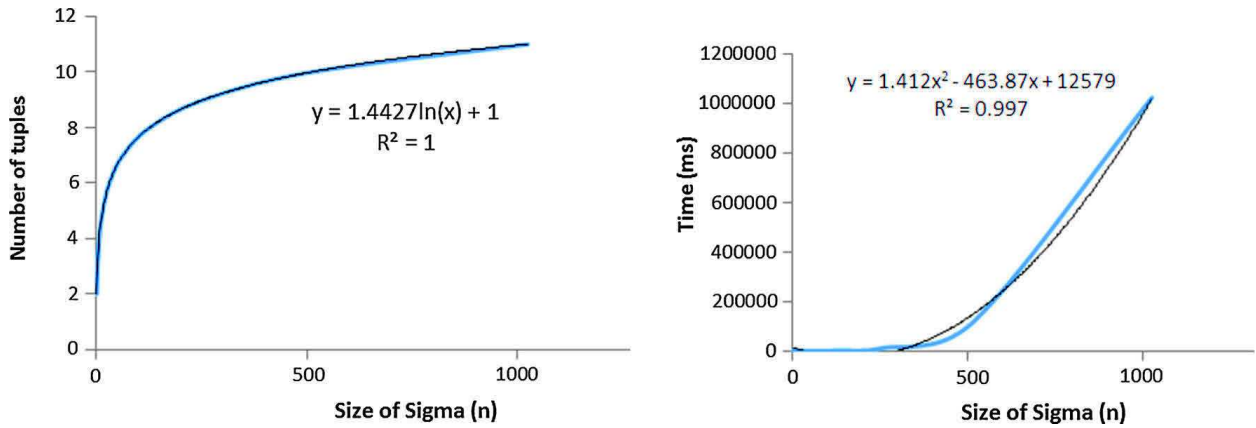 12
10
8
6
4
2
0
Number of tuples
y = 1.4427ln(x) + 1
R² = 1
0 500 1000
Size of Sigma (n)
1200000
1000000
800000
600000
400000
200000
0
Time (ms)
y = 1.412x² - 463.87x + 12579
R² = 0.997
0 500 1000
Size of Sigma (n)